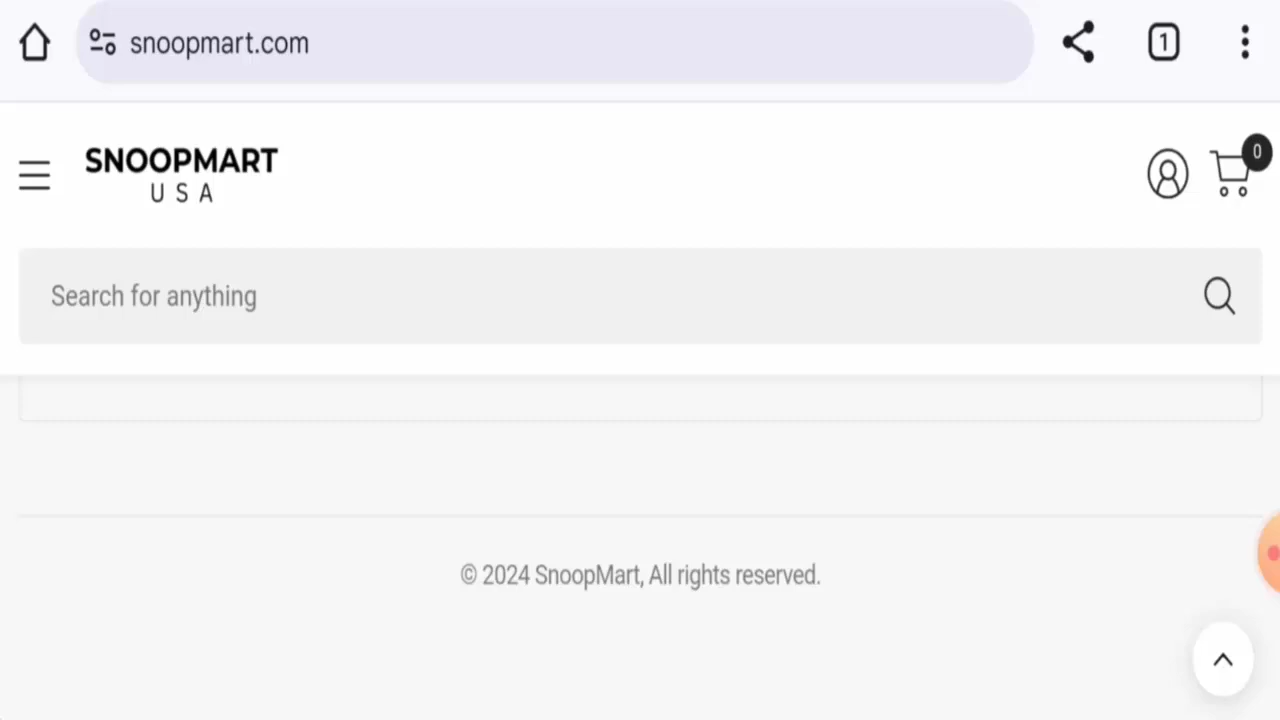 snoopmart.com
1
SNOOPMART
USA
0
Search for anything
© 2024 SnoopMart, All rights reserved.